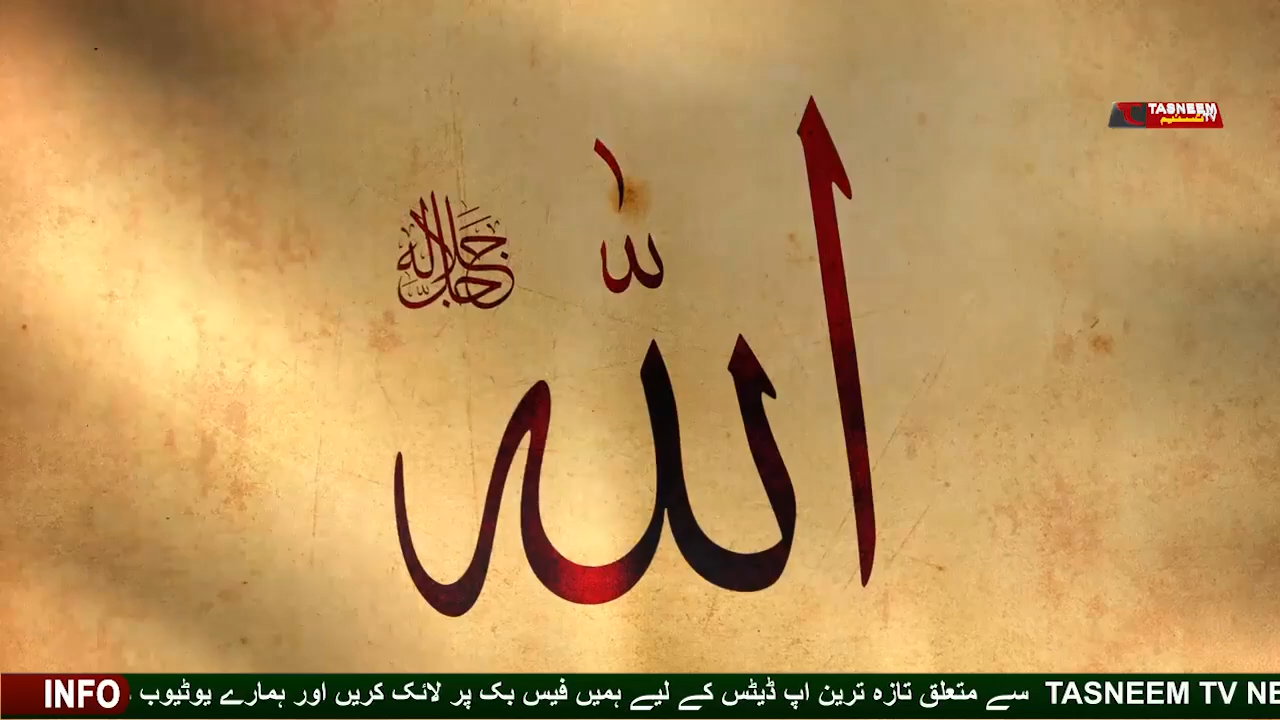 الله
جل جلاله
TASNEEM
تسنیم TV
INFO
TASNEEM TV NE سے متعلق تازہ ترین اپ ڈیٹس کے لیے ہمیں فیس بک پر لائک کریں اور ہمارے یوٹیوب